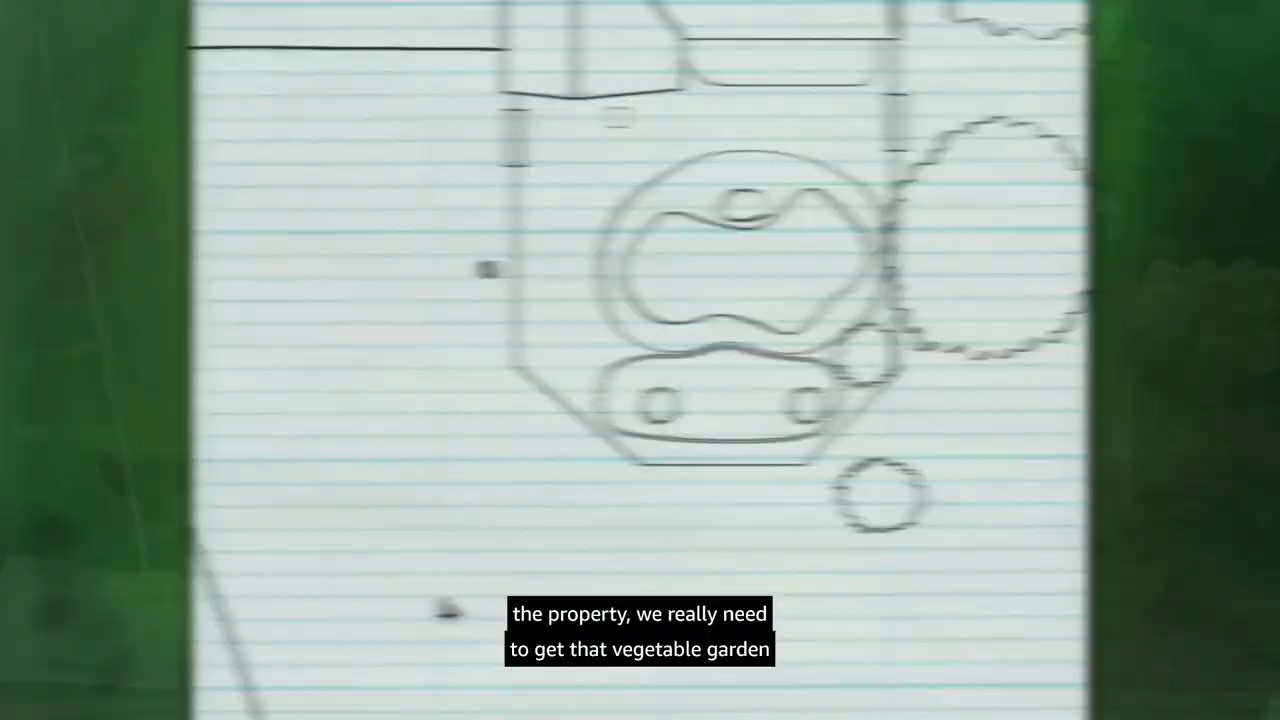 the property, we really need
to get that vegetable garden